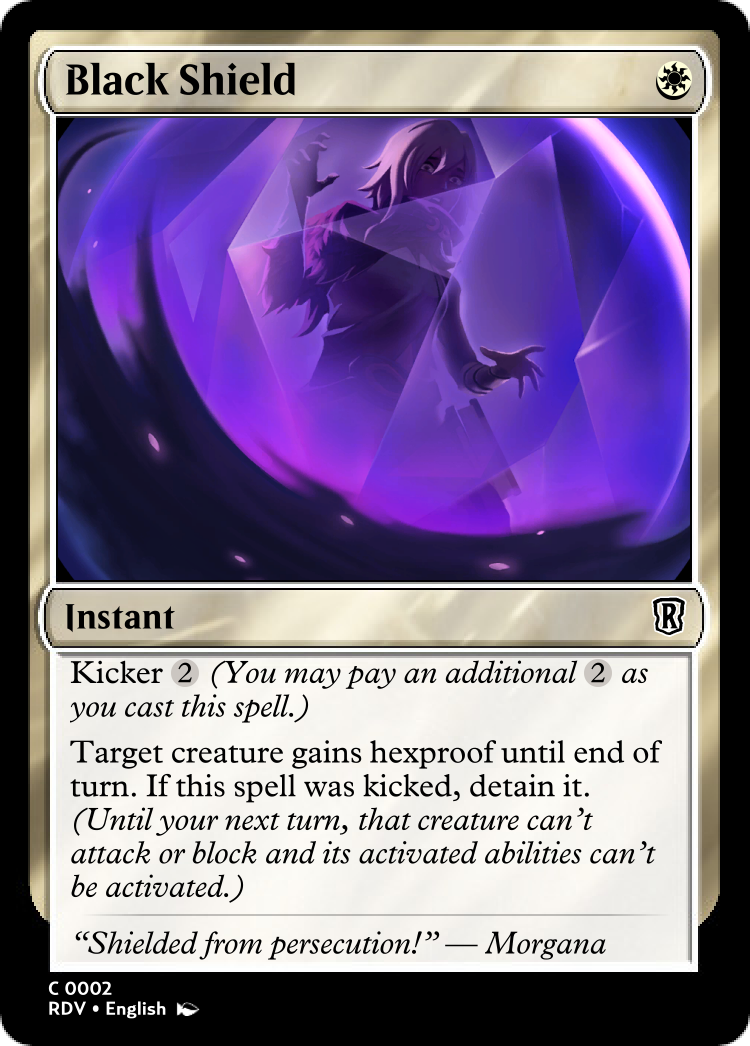 Black Shield
Instant
R
Kicker 2 (You may pay an additional 2 as
you cast this spell.)
Target creature gains hexproof until end of
turn. If this spell was kicked, detain it.
(Until your next turn, that creature can’t
attack or block and its activated abilities can’t
be activated.)
“Shielded from persecution!” — Morgana
C 0002
RDV • English